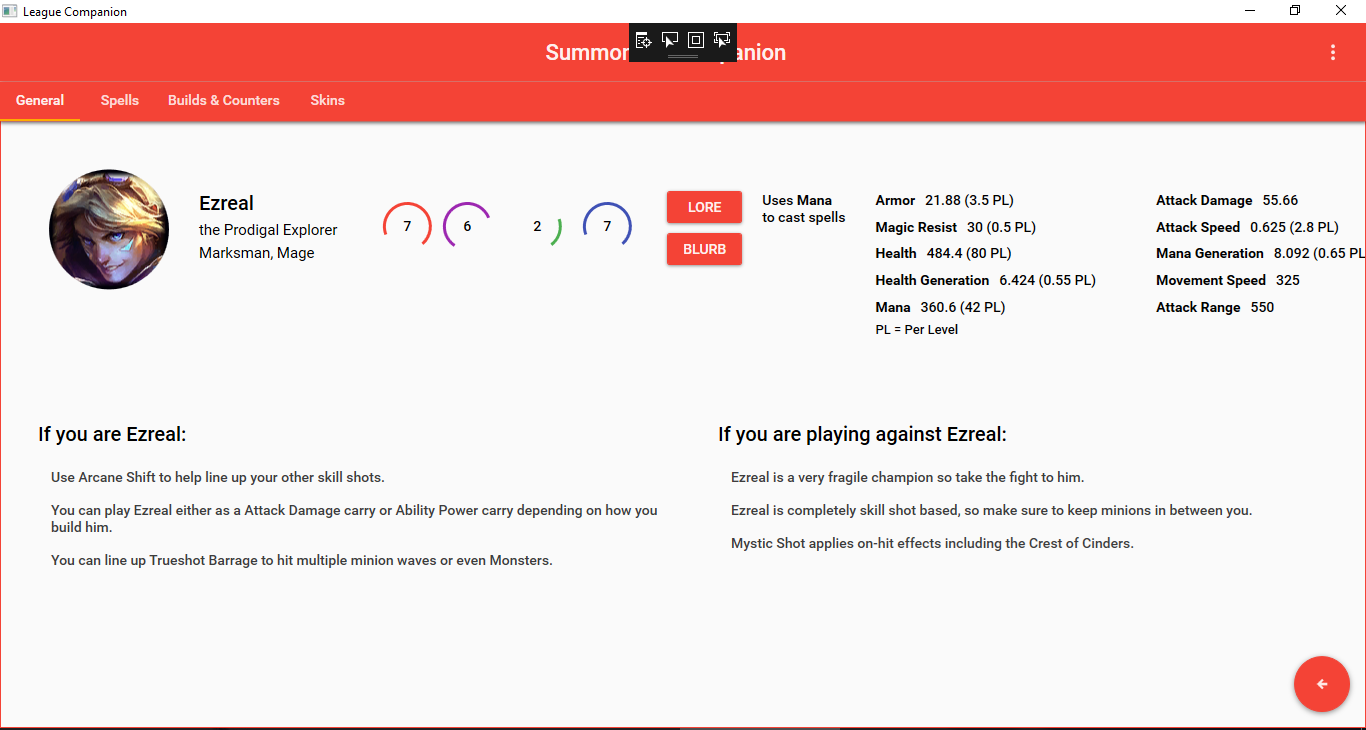 League Companion
Summon anion
General Spells Builds & Counters Skins
Ezreal
the Prodigal Explorer
Marksman, Mage
7 6 2 7
LORE
BLURB
Uses Mana
to cast spells
Armor 21.88 (3.5 PL)
Magic Resist 30 (0.5 PL)
Health 484.4 (80 PL)
Health Generation 6.424 (0.55 PL)
Mana 360.6 (42 PL)
PL = Per Level
Attack Damage 55.66
Attack Speed 0.625 (2.8 PL)
Mana Generation 8.092 (0.65 PL
Movement Speed 325
Attack Range 550
If you are Ezreal:
Use Arcane Shift to help line up your other skill shots.
You can play Ezreal either as a Attack Damage carry or Ability Power carry depending on how you
build him.
You can line up Trueshot Barrage to hit multiple minion waves or even Monsters.
If you are playing against Ezreal:
Ezreal is a very fragile champion so take the fight to him.
Ezreal is completely skill shot based, so make sure to keep minions in between you.
Mystic Shot applies on-hit effects including the Crest of Cinders.